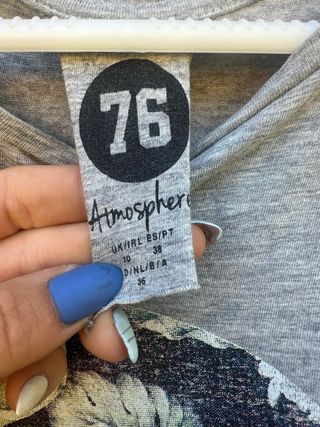 76
Atmosphere
UK/IRL ES/PT
10 38
D/NL/B/A
36